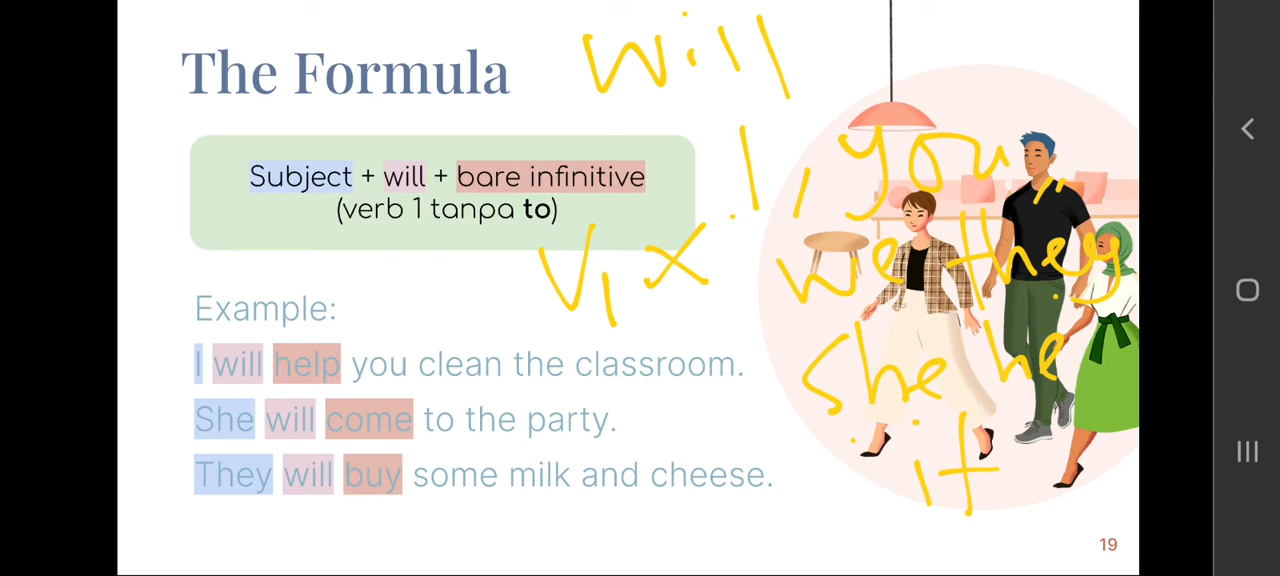 The Formula
will
Subject + will + bare infinitive
(verb 1 tanpa to)
I, you,
we they
she he
it
V1 x
Example:
I will help you clean the classroom.
She will come to the party.
They will buy some milk and cheese.
19